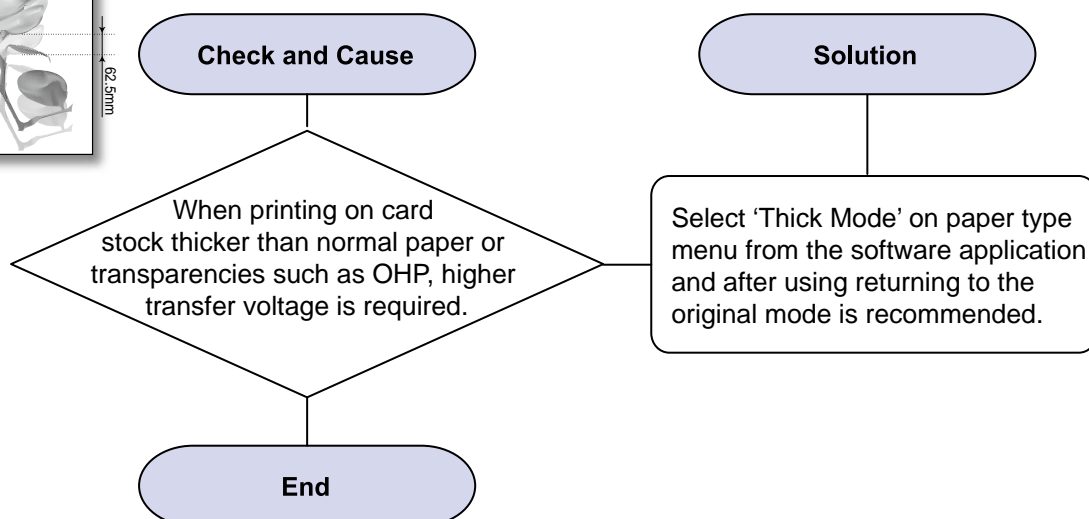 62.5mm
Check and Cause
Solution
When printing on card
stock thicker than normal paper or
transparencies such as OHP, higher
transfer voltage is required.
Select ‘Thick Mode’ on paper type
menu from the software application
and after using returning to the
original mode is recommended.
End